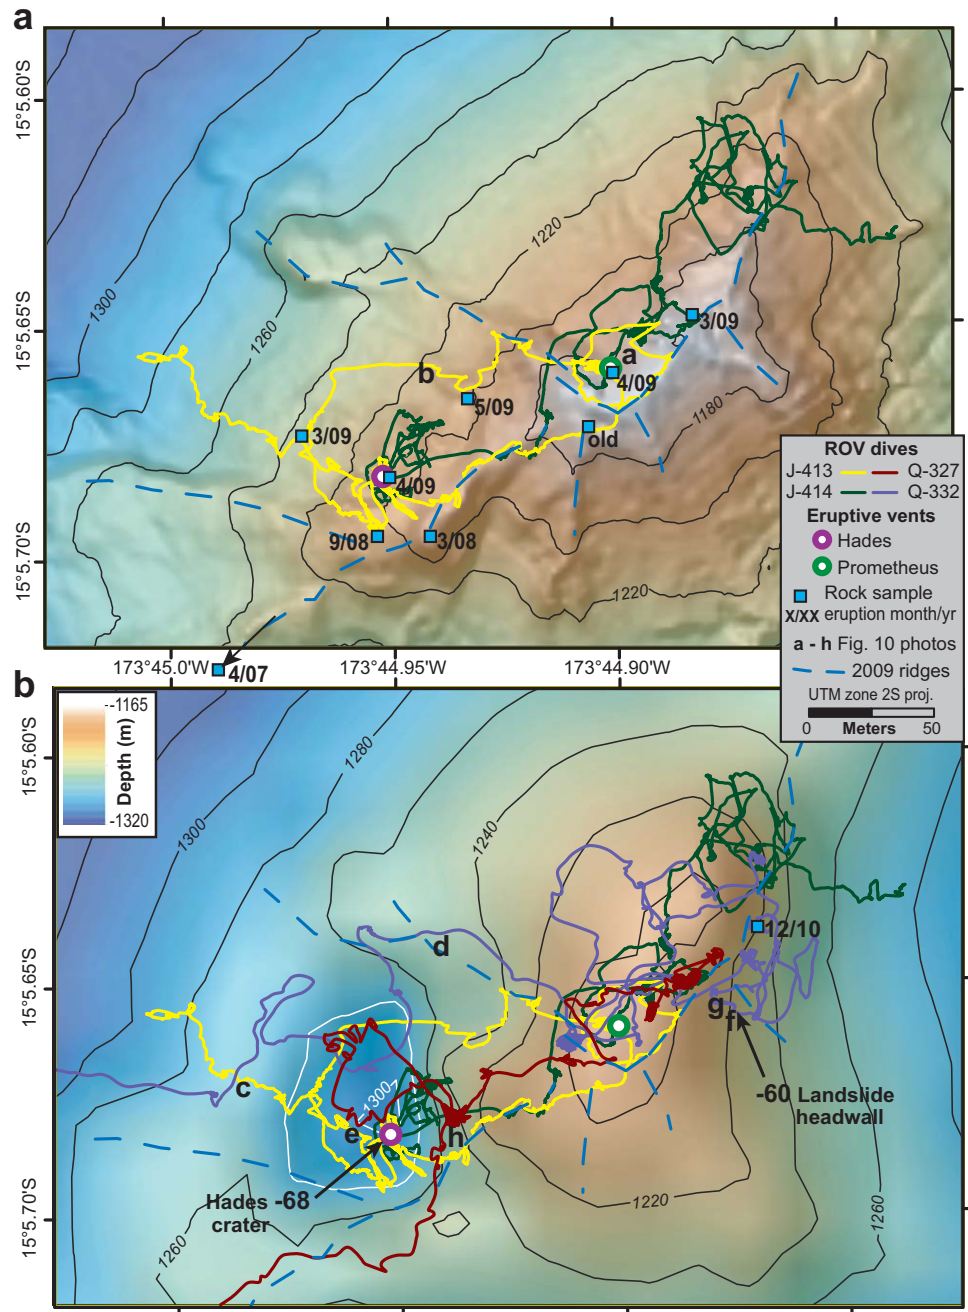 a
15°5.60'S
15°5.65'S
15°5.70'S
1300
1260
1220
1180
1220
b
a
3/09
4/09
5/09
old
3/09
4/09
9/08
3/08
4/07
173°45.0'W
173°44.95'W
173°44.90'W
ROV dives
J-413 Q-327
J-414 Q-332
Eruptive vents
Hades
Prometheus
Rock sample
X/XX eruption month/yr
a - h Fig. 10 photos
2009 ridges
UTM zone 2S proj.
0 Meters 50
b
-1165
Depth (m)
-1320
15°5.60'S
15°5.65'S
15°5.70'S
1280
1300
1240
12/10
d
g
f
c
-1300
e
h
-60 Landslide
headwall
Hades -68
crater
1220
1260
1260